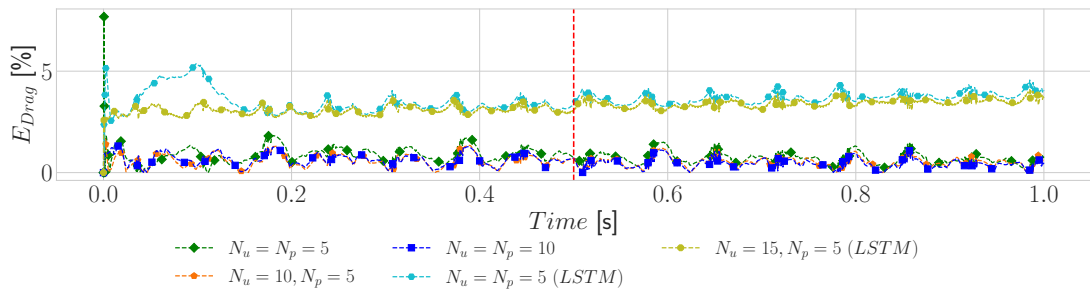 E_{Drag} [%]
5
0
0.0 0.2 0.4 0.6 0.8 1.0
Time [s]
N_u = N_p = 5 N_u = N_p = 10 N_u = 15, N_p = 5 (LSTM)
N_u = 10, N_p = 5 N_u = N_p = 5 (LSTM)